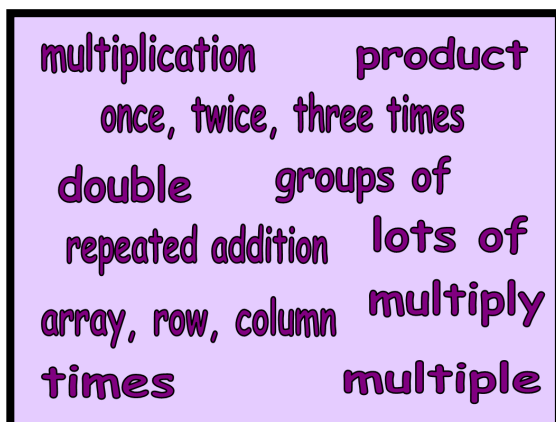 multiplication
product
once, twice, three times
double
groups of
repeated addition
lots of
array, row, column
multiply
times
multiple